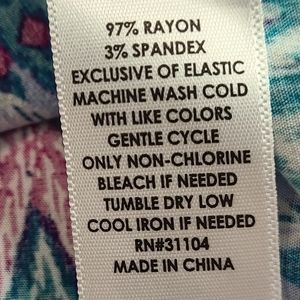 97% RAYON
3% SPANDEX
EXCLUSIVE OF ELASTIC
MACHINE WASH COLD
WITH LIKE COLORS
GENTLE CYCLE
ONLY NON-CHLORINE
BLEACH IF NEEDED
TUMBLE DRY LOW
COOL IRON IF NEEDED
RN#31104
MADE IN CHINA